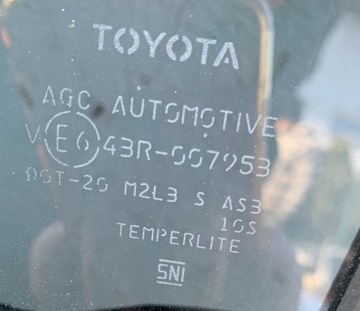 TOYOTA
AGC AUTOMOTIVE
V E6 43R-007953
DOT-20 M2L3 S AS3
10S
TEMPERLITE
SNI